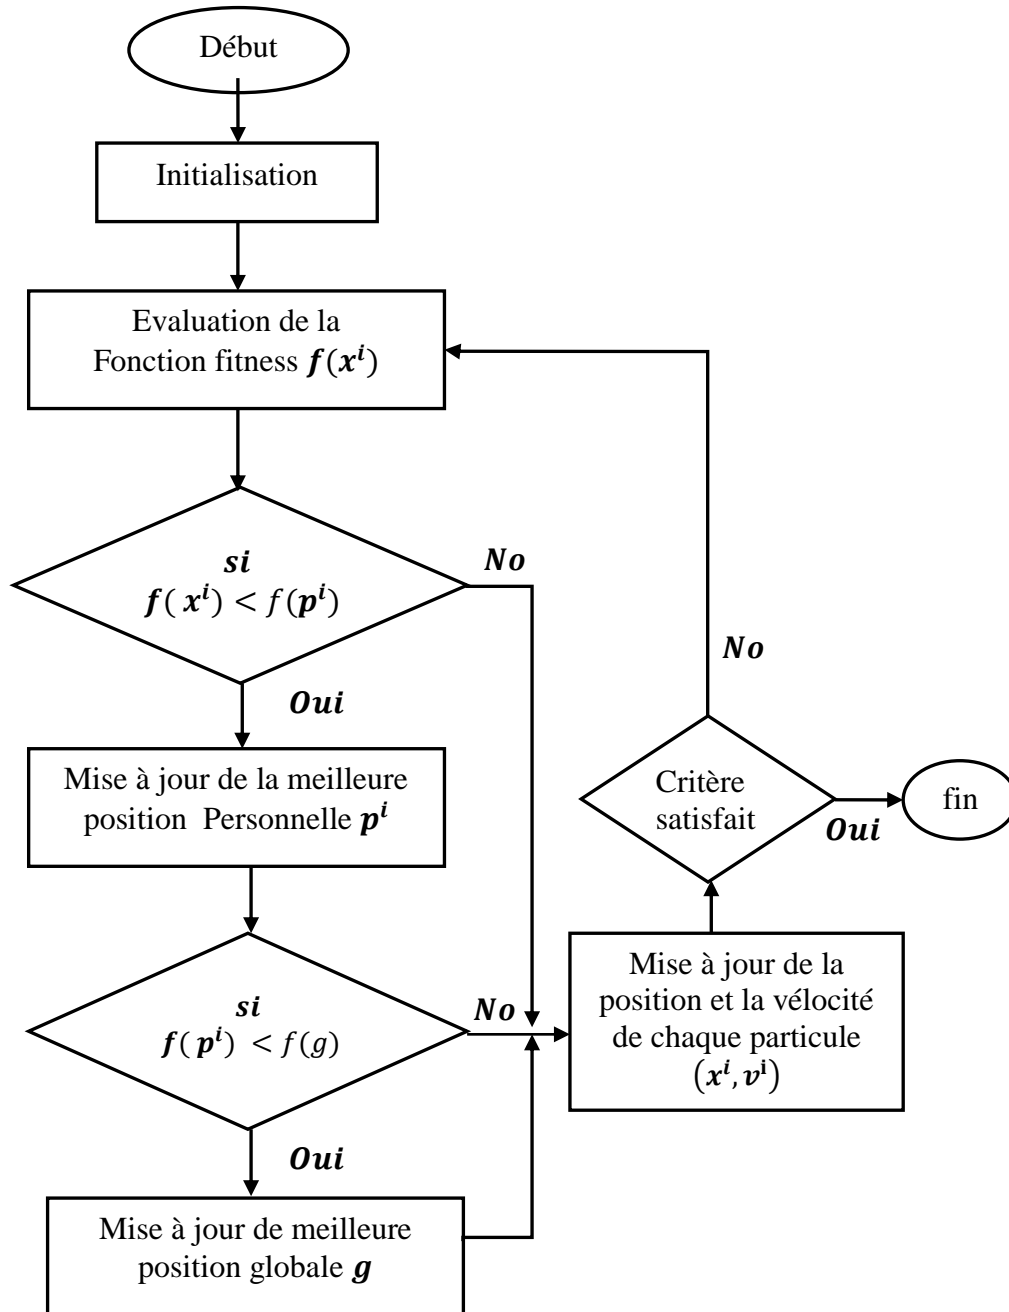 Début
Initialisation
Evaluation de la
Fonction fitness f(xⁱ)
si
f( xⁱ) < f(pⁱ)
No
Oui
Mise à jour de la meilleure
position  Personnelle pⁱ
si
f( pⁱ) < f(g)
No
Oui
Mise à jour de meilleure
position globale g
Mise à jour de la
position et la vélocité
de chaque particule
(xⁱ, vⁱ)
Critère
satisfait
No
Oui
fin